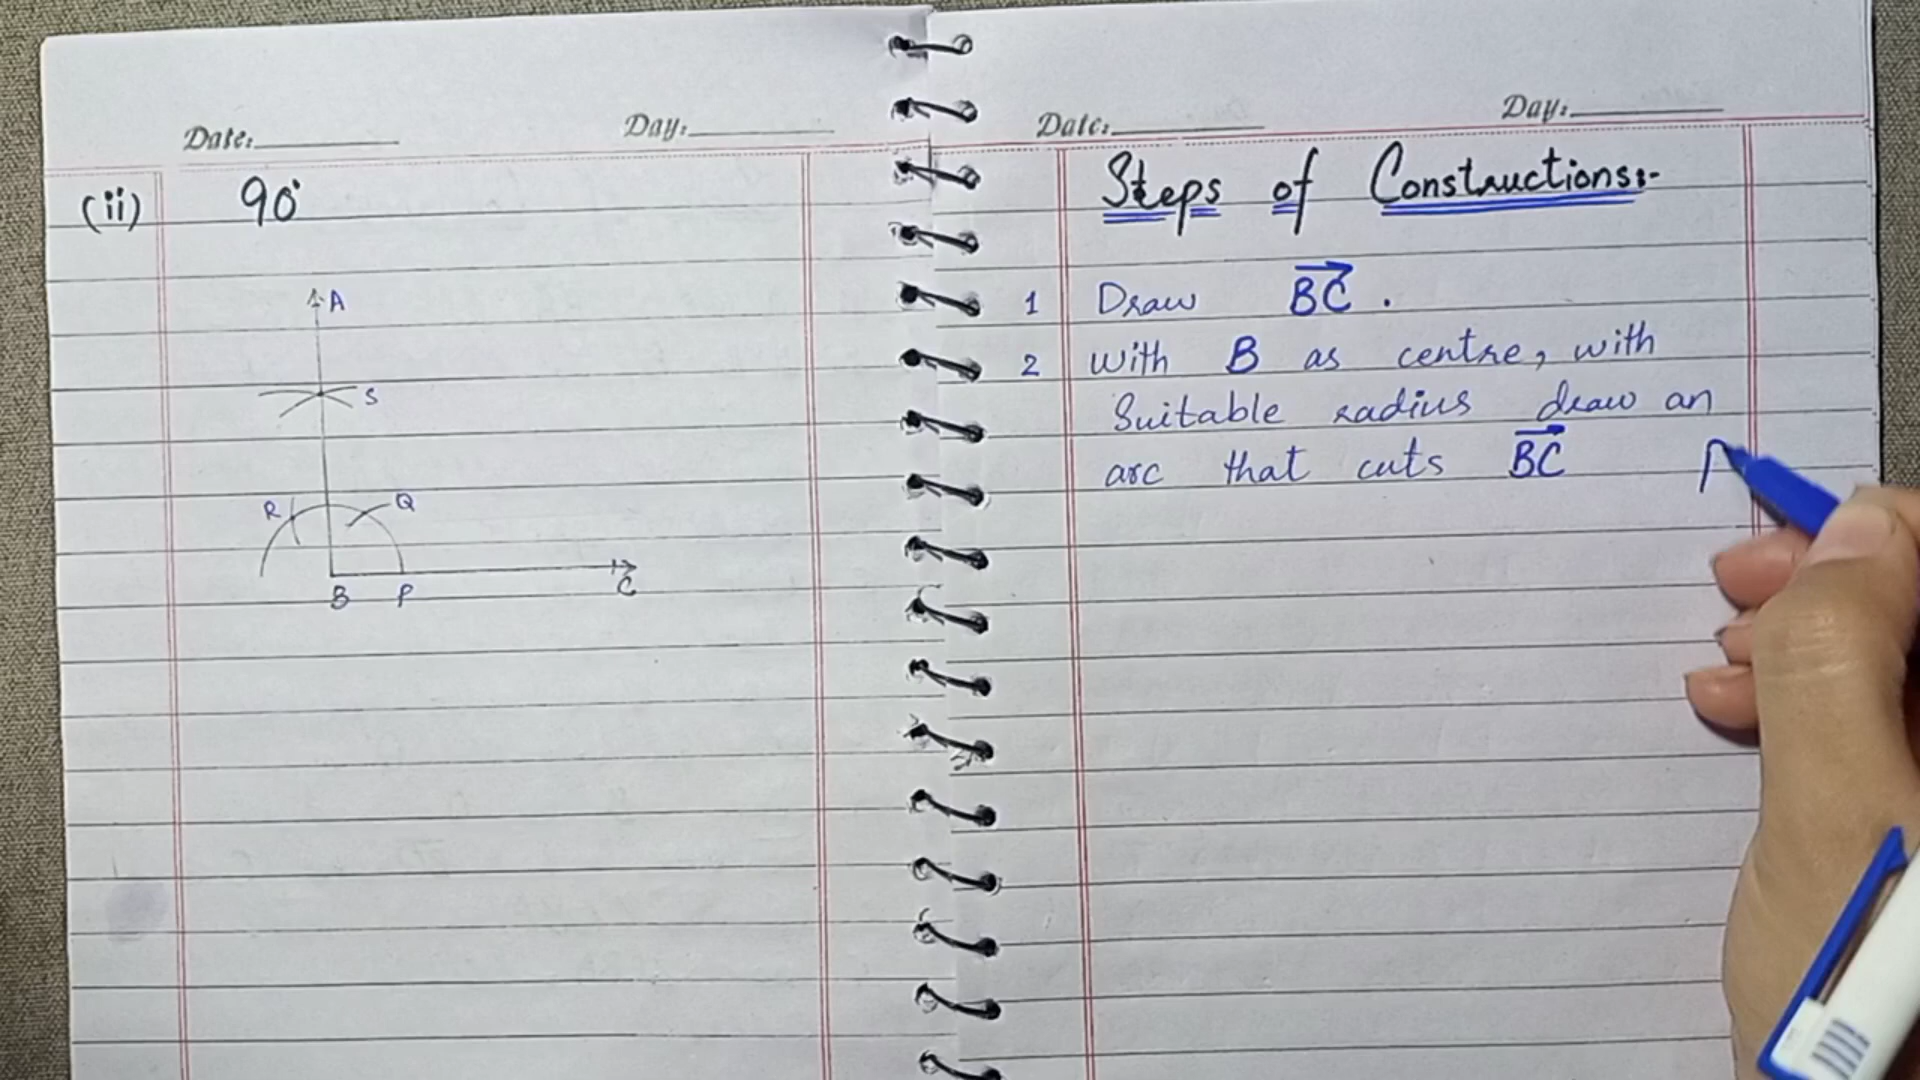 Date:
Day:
(ii) 90°
A
S
R
Q
B P C
Date:
Day:
Steps of Constructions:-
1 Draw BC .
2 with B as centre, with
Suitable radius draw an
arc that cuts BC